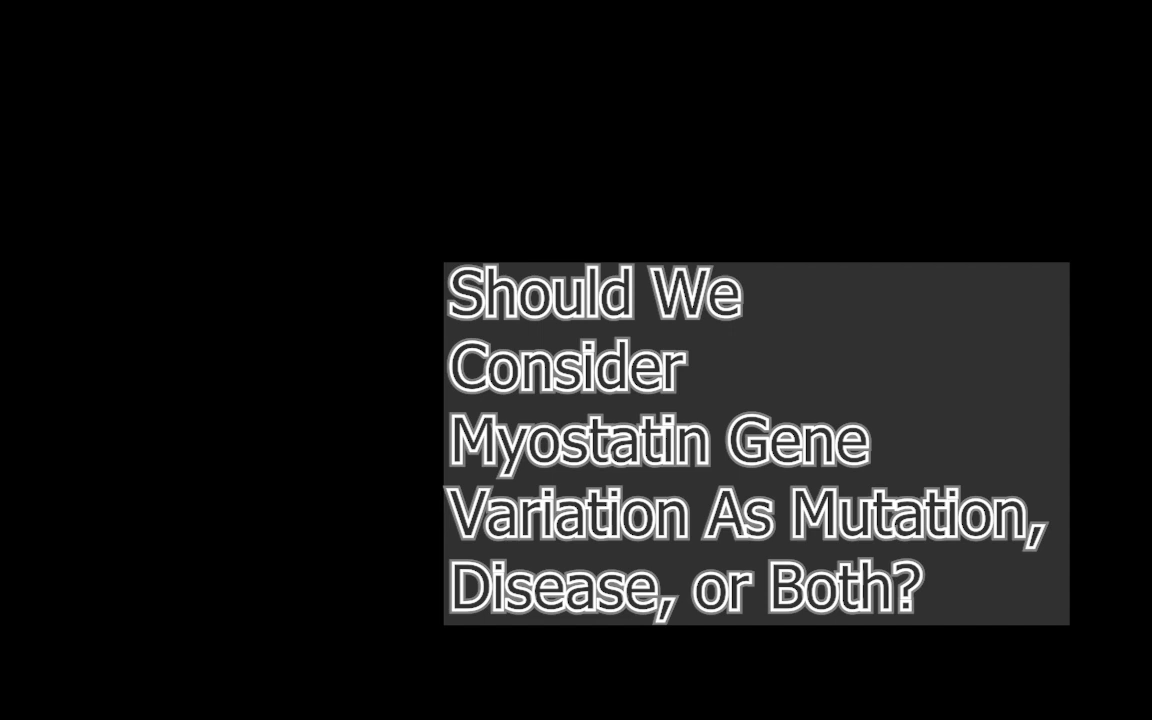 Should We
Consider
Myostatin Gene
Variation As Mutation,
Disease, or Both?